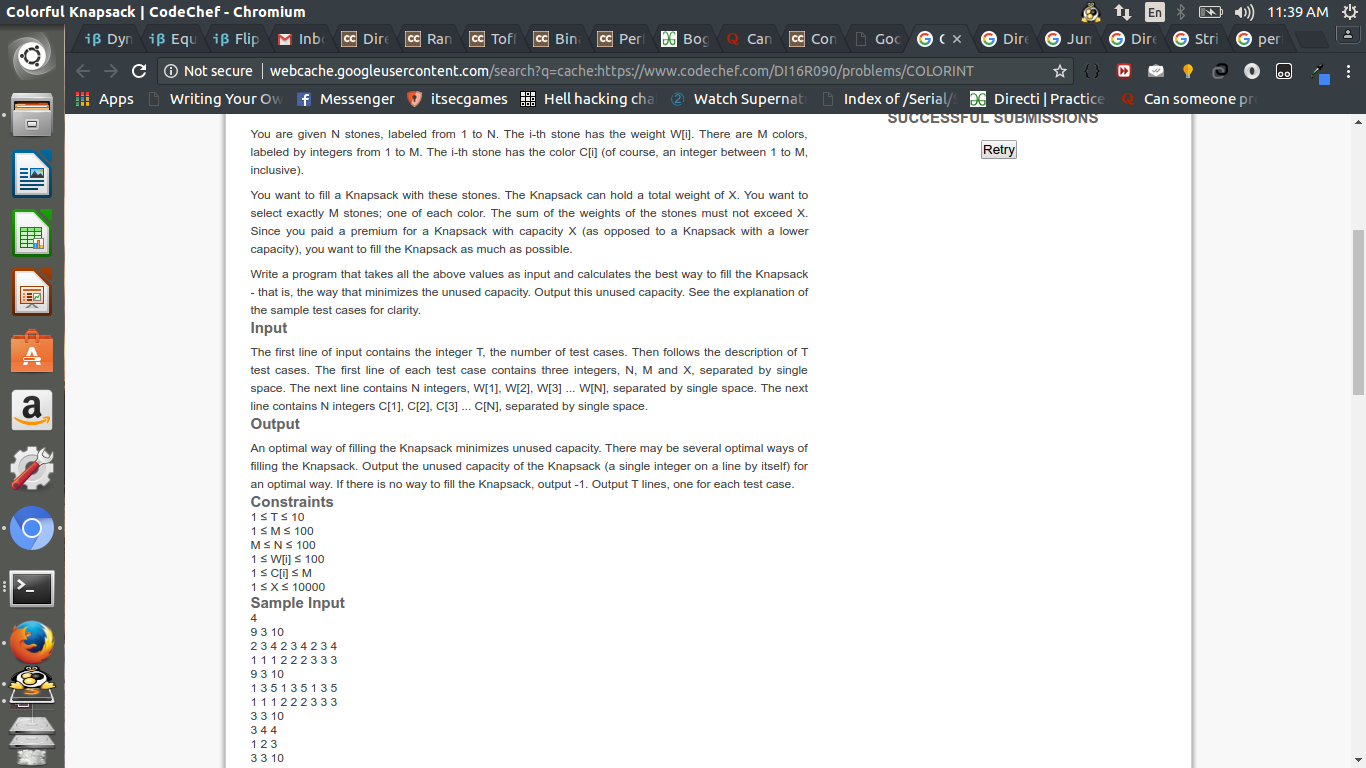 Colorful Knapsack | CodeChef - Chromium
En
11:39 AM
iβ Dyn
iβ Equ
iβ Flip
Inb
CC Dire
CC Ran
CC Toff
CC Bin
CC Per
Bog
Can
CC Con
Goo
G C
Dire
Jum
Dire
Stri
per
Not secure | webcache.googleusercontent.com/search?q=cache:https://www.codechef.com/DI16R090/problems/COLORINT
Apps
Writing Your Ow
Messenger
itsecgames
Hell hacking cha
Watch Supernat
Index of /Serial/
Directi | Practice
Can someone pr
SUCCESSFUL SUBMISSIONS
Retry
You are given N stones, labeled from 1 to N. The i-th stone has the weight W[i]. There are M colors,
labeled by integers from 1 to M. The i-th stone has the color C[i] (of course, an integer between 1 to M,
inclusive).
You want to fill a Knapsack with these stones. The Knapsack can hold a total weight of X. You want to
select exactly M stones; one of each color. The sum of the weights of the stones must not exceed X.
Since you paid a premium for a Knapsack with capacity X (as opposed to a Knapsack with a lower
capacity), you want to fill the Knapsack as much as possible.
Write a program that takes all the above values as input and calculates the best way to fill the Knapsack
- that is, the way that minimizes the unused capacity. Output this unused capacity. See the explanation of
the sample test cases for clarity.
Input
The first line of input contains the integer T, the number of test cases. Then follows the description of T
test cases. The first line of each test case contains three integers, N, M and X, separated by single
space. The next line contains N integers, W[1], W[2], W[3] ... W[N], separated by single space. The next
line contains N integers C[1], C[2], C[3] ... C[N], separated by single space.
Output
An optimal way of filling the Knapsack minimizes unused capacity. There may be several optimal ways of
filling the Knapsack. Output the unused capacity of the Knapsack (a single integer on a line by itself) for
an optimal way. If there is no way to fill the Knapsack, output -1. Output T lines, one for each test case.
Constraints
1 ≤ T ≤ 10
1 ≤ M ≤ 100
M ≤ N ≤ 100
1 ≤ W[i] ≤ 100
1 ≤ C[i] ≤ M
1 ≤ X ≤ 10000
Sample Input
4
9 3 10
2 3 4 2 3 4 2 3 4
1 1 1 2 2 2 3 3 3
9 3 10
1 3 5 1 3 5 1 3 5
1 1 1 2 2 2 3 3 3
3 3 10
3 4 4
1 2 3
3 3 10